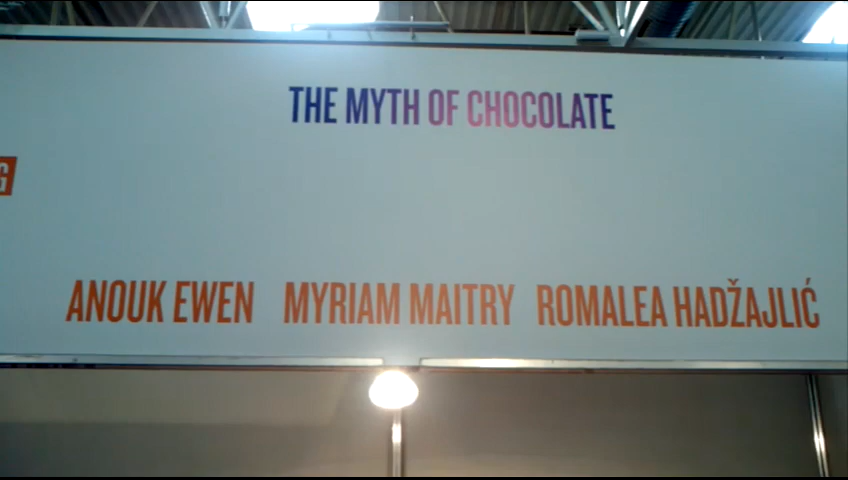 THE MYTH OF CHOCOLATE
G
ANOUK EWEN MYRIAM MAITRY ROMALEA HADŽAJLIĆ